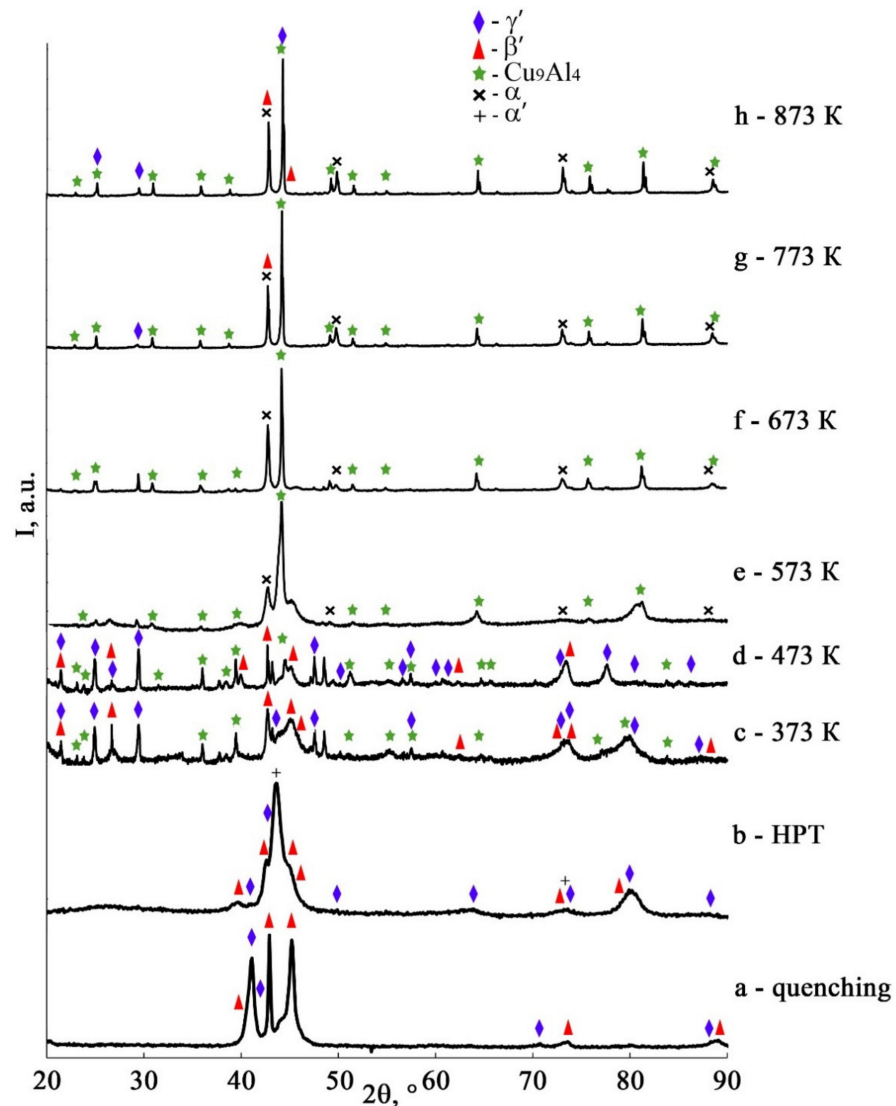 - γ′
- β′
- Cu₉Al₄
- α
- α′
h - 873 K
g - 773 K
f - 673 K
e - 573 K
d - 473 K
c - 373 K
b - HPT
a - quenching
I, a.u.
20 30 40 50 60 70 80 90
2θ, °